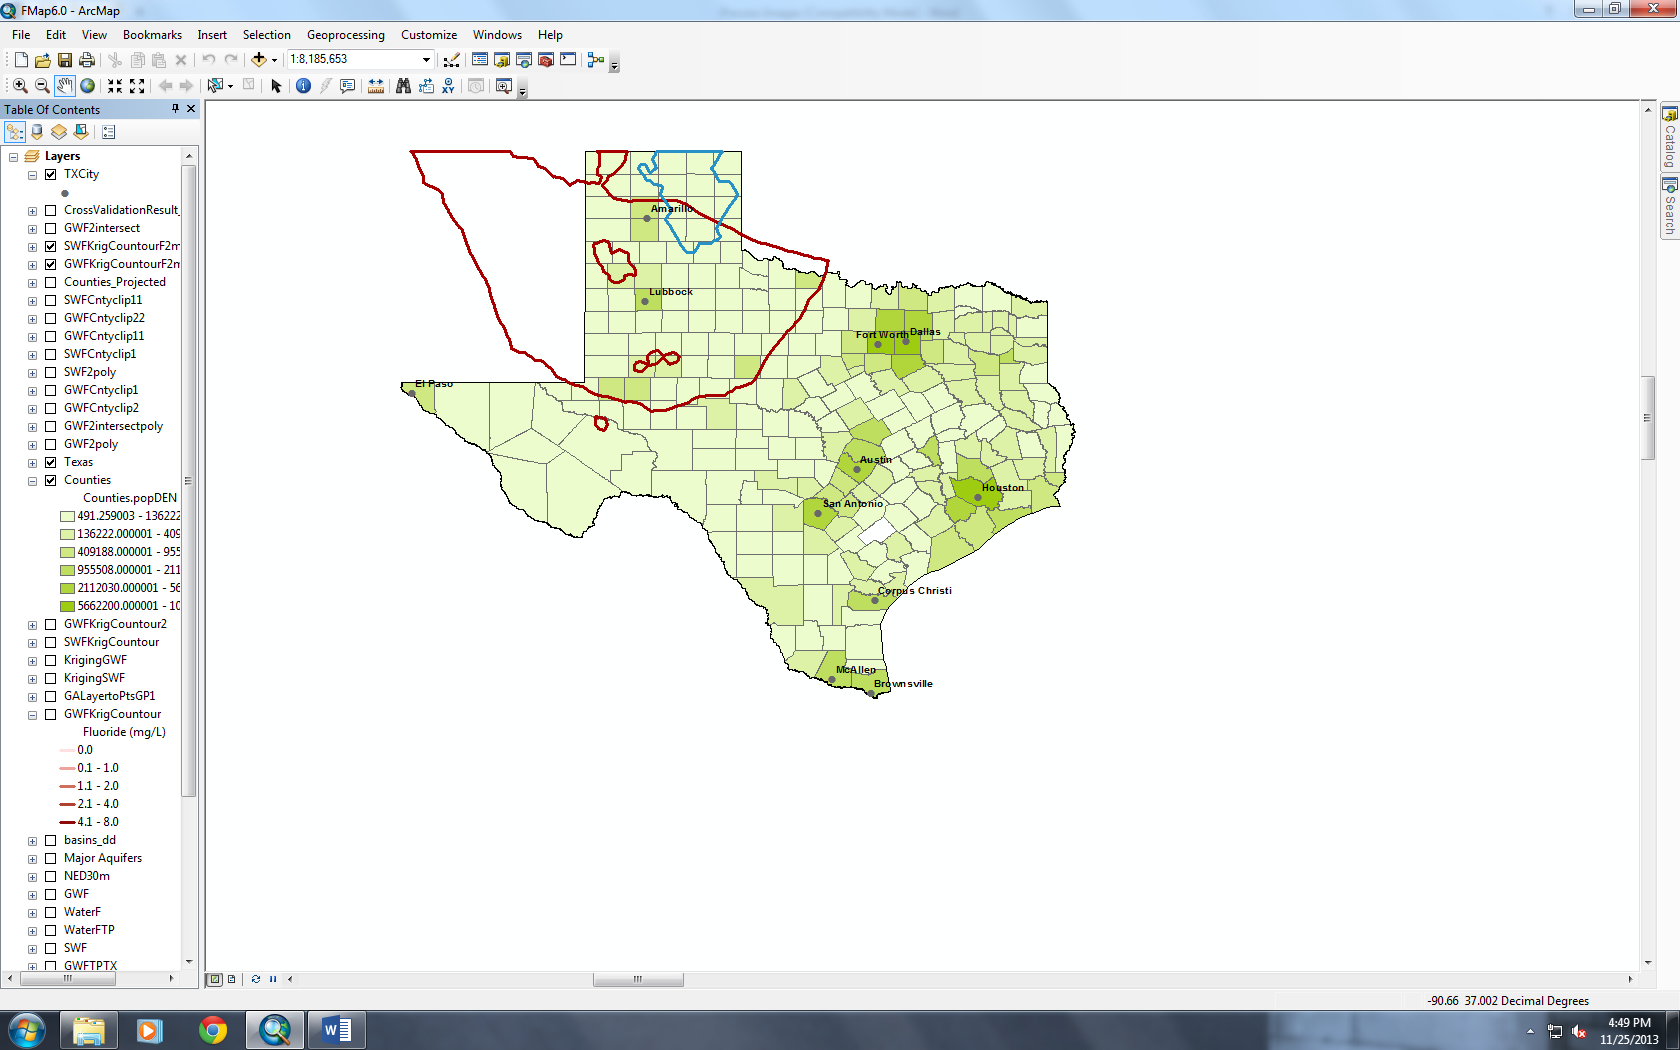 FMap6.0 - ArcMap
File Edit View Bookmarks Insert Selection Geoprocessing Customize Windows Help
1:8,185,653
Table Of Contents
Layers
TXCity
CrossValidationResult_
GWF2intersect
SWFKrigCountourF2m
GWFKrigCountourF2m
Counties_Projected
SWFCntyclip11
GWFCntyclip22
GWFCntyclip11
SWFCntyclip1
SWF2poly
GWFCntyclip1
GWFCntyclip2
GWF2intersectpoly
GWF2poly
Texas
Counties
Counties.popDEN
491.259003 - 136222
136222.000001 - 409
409188.000001 - 955
955508.000001 - 211
2112030.000001 - 56
5662200.000001 - 10
GWFKrigCountour2
SWFKrigCountour
KrigingGWF
KrigingSWF
GALayertoPtsGP1
GWFKrigCountour
Fluoride (mg/L)
0.0
0.1 - 1.0
1.1 - 2.0
2.1 - 4.0
4.1 - 8.0
basins_dd
Major Aquifers
NED30m
GWF
WaterF
WaterFTP
SWF
GWFTPTX
Amarillo
Lubbock
Fort Worth
Dallas
El Paso
Austin
Houston
San Antonio
Corpus Christi
McAllen
Brownsville
Catalog
Search
-90.66 37.002 Decimal Degrees
4:49 PM
11/25/2013